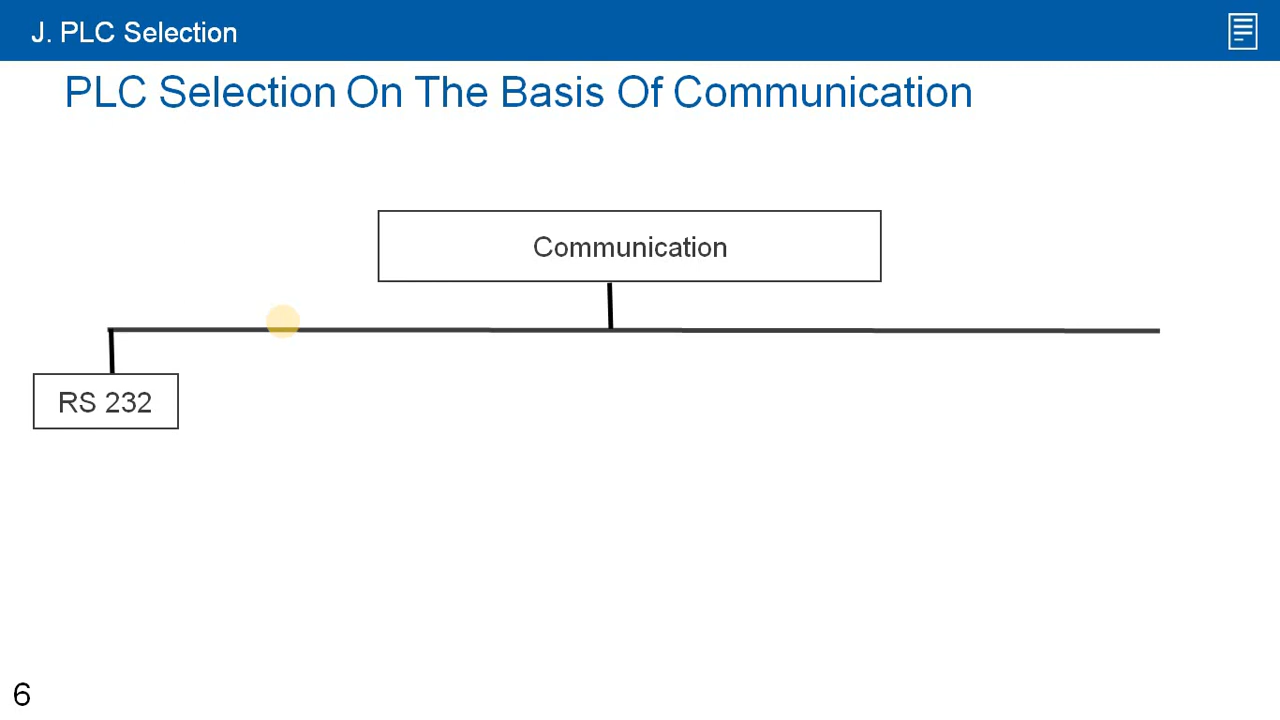 J. PLC Selection
PLC Selection On The Basis Of Communication
Communication
RS 232
6